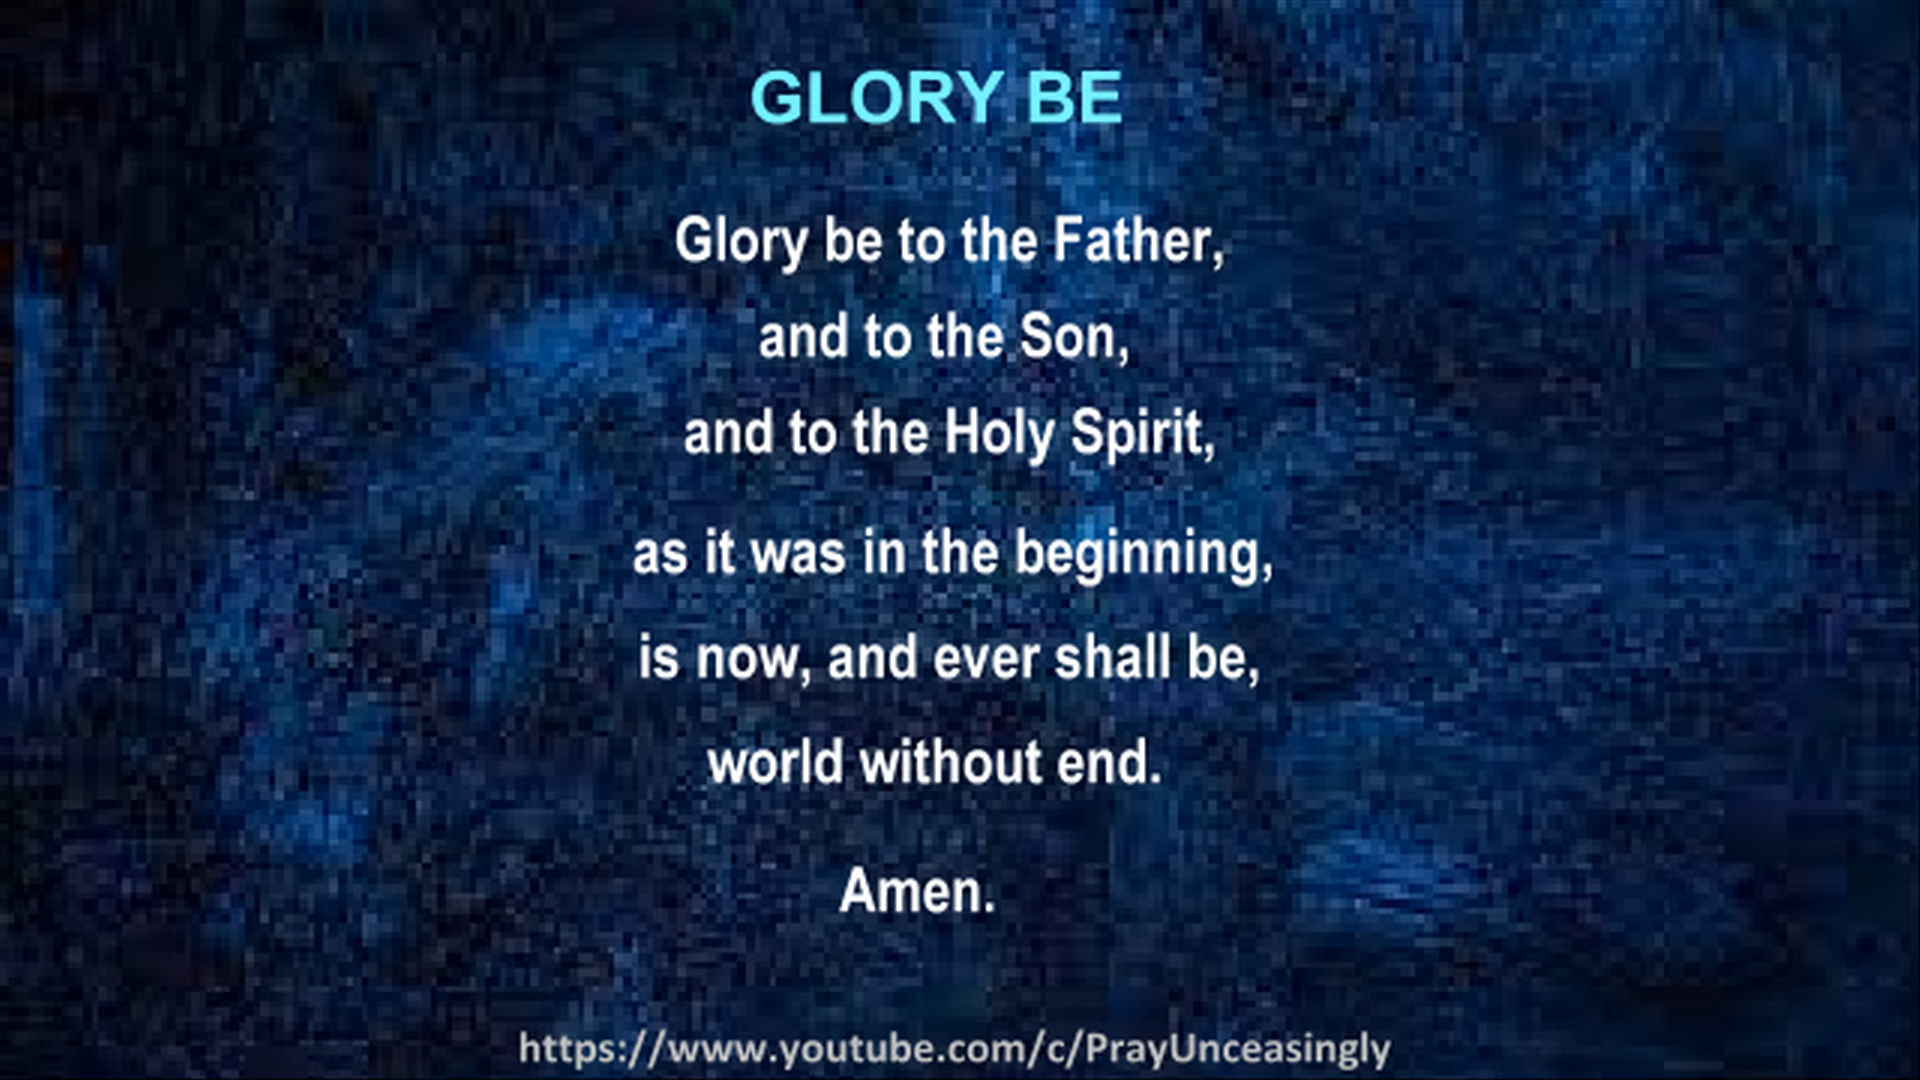 GLORY BE
Glory be to the Father,
and to the Son,
and to the Holy Spirit,
as it was in the beginning,
is now, and ever shall be,
world without end.
Amen.
https://www.youtube.com/c/PrayUnceasingly